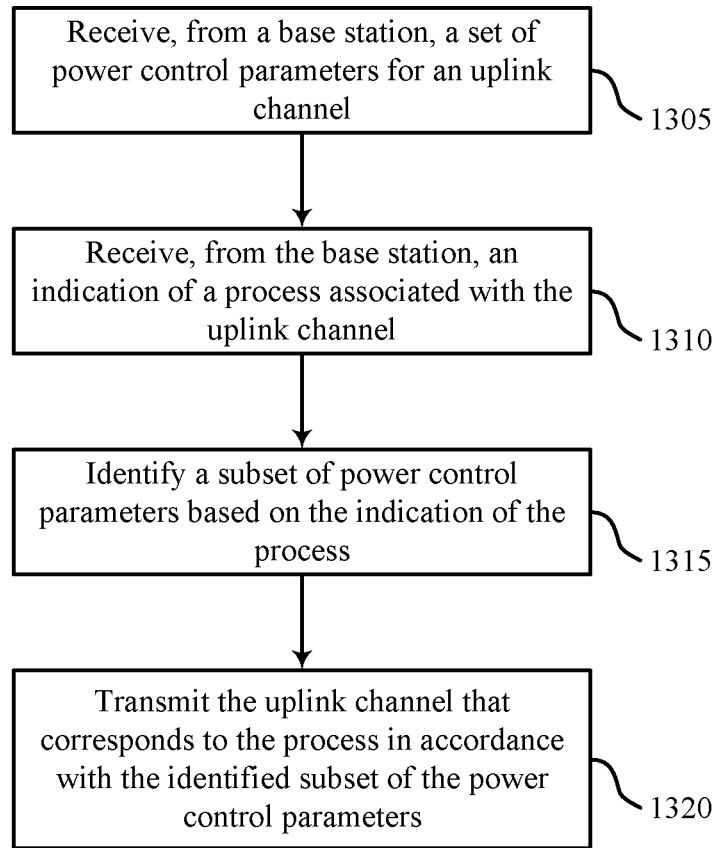 Receive, from a base station, a set of
power control parameters for an uplink
channel
1305
Receive, from the base station, an
indication of a process associated with the
uplink channel
1310
Identify a subset of power control
parameters based on the indication of the
process
1315
Transmit the uplink channel that
corresponds to the process in accordance
with the identified subset of the power
control parameters
1320